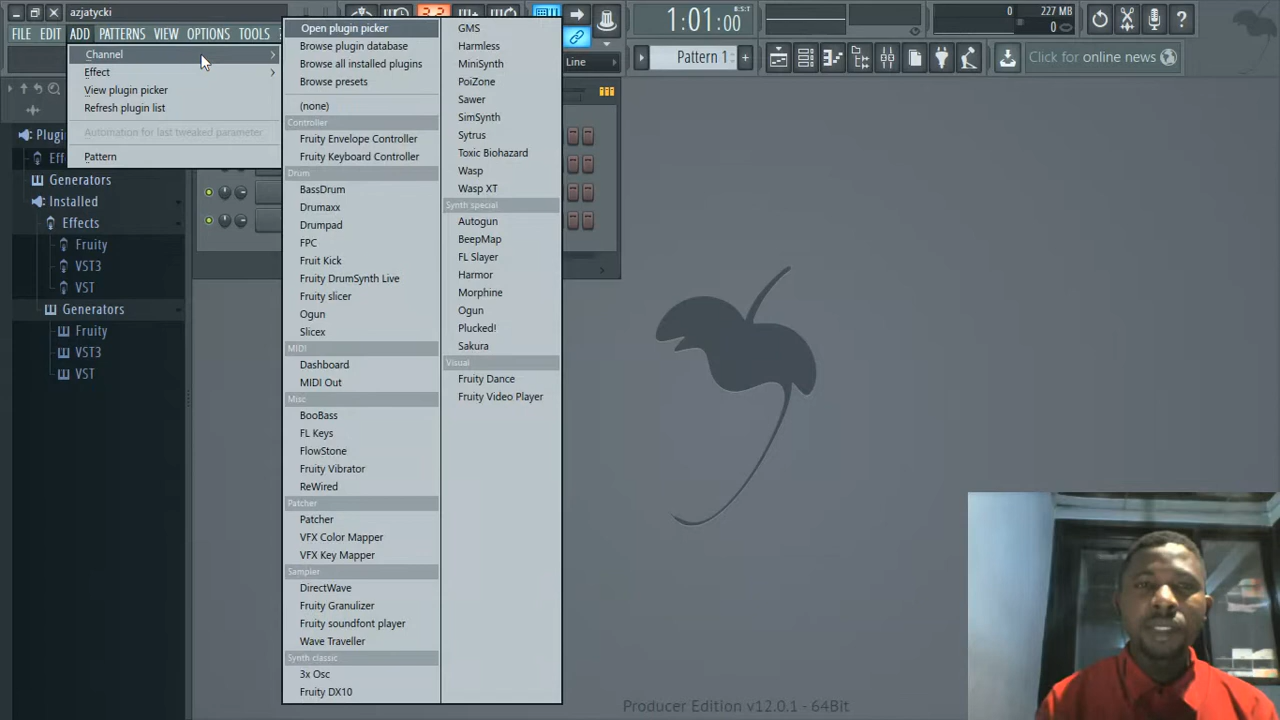 azjatycki
FILE EDIT ADD PATTERNS VIEW OPTIONS TOOLS
Channel
Effect
View plugin picker
Refresh plugin list
Automation for last tweaked parameter
Pattern
Plugi
Eff
Generators
Installed
Effects
Fruity
VST3
VST
Generators
Fruity
VST3
VST
Open plugin picker
Browse plugin database
Browse all installed plugins
Browse presets
(none)
Controller
Fruity Envelope Controller
Fruity Keyboard Controller
Drum
BassDrum
Drumaxx
Drumpad
FPC
Fruit Kick
Fruity DrumSynth Live
Fruity slicer
Ogun
Slicex
MIDI
Dashboard
MIDI Out
Misc
BooBass
FL Keys
FlowStone
Fruity Vibrator
ReWired
Patcher
Patcher
VFX Color Mapper
VFX Key Mapper
Sampler
DirectWave
Fruity Granulizer
Fruity soundfont player
Wave Traveller
Synth classic
3x Osc
Fruity DX10
GMS
Harmless
MiniSynth
PoiZone
Sawer
SimSynth
Sytrus
Toxic Biohazard
Wasp
Wasp XT
Synth special
Autogun
BeepMap
FL Slayer
Harmor
Morphine
Ogun
Plucked!
Sakura
Visual
Fruity Dance
Fruity Video Player
3.2
Line
1:01:00
Pattern 1
0
227 MB
0
Click for online news
Producer Edition v12.0.1 - 64Bit